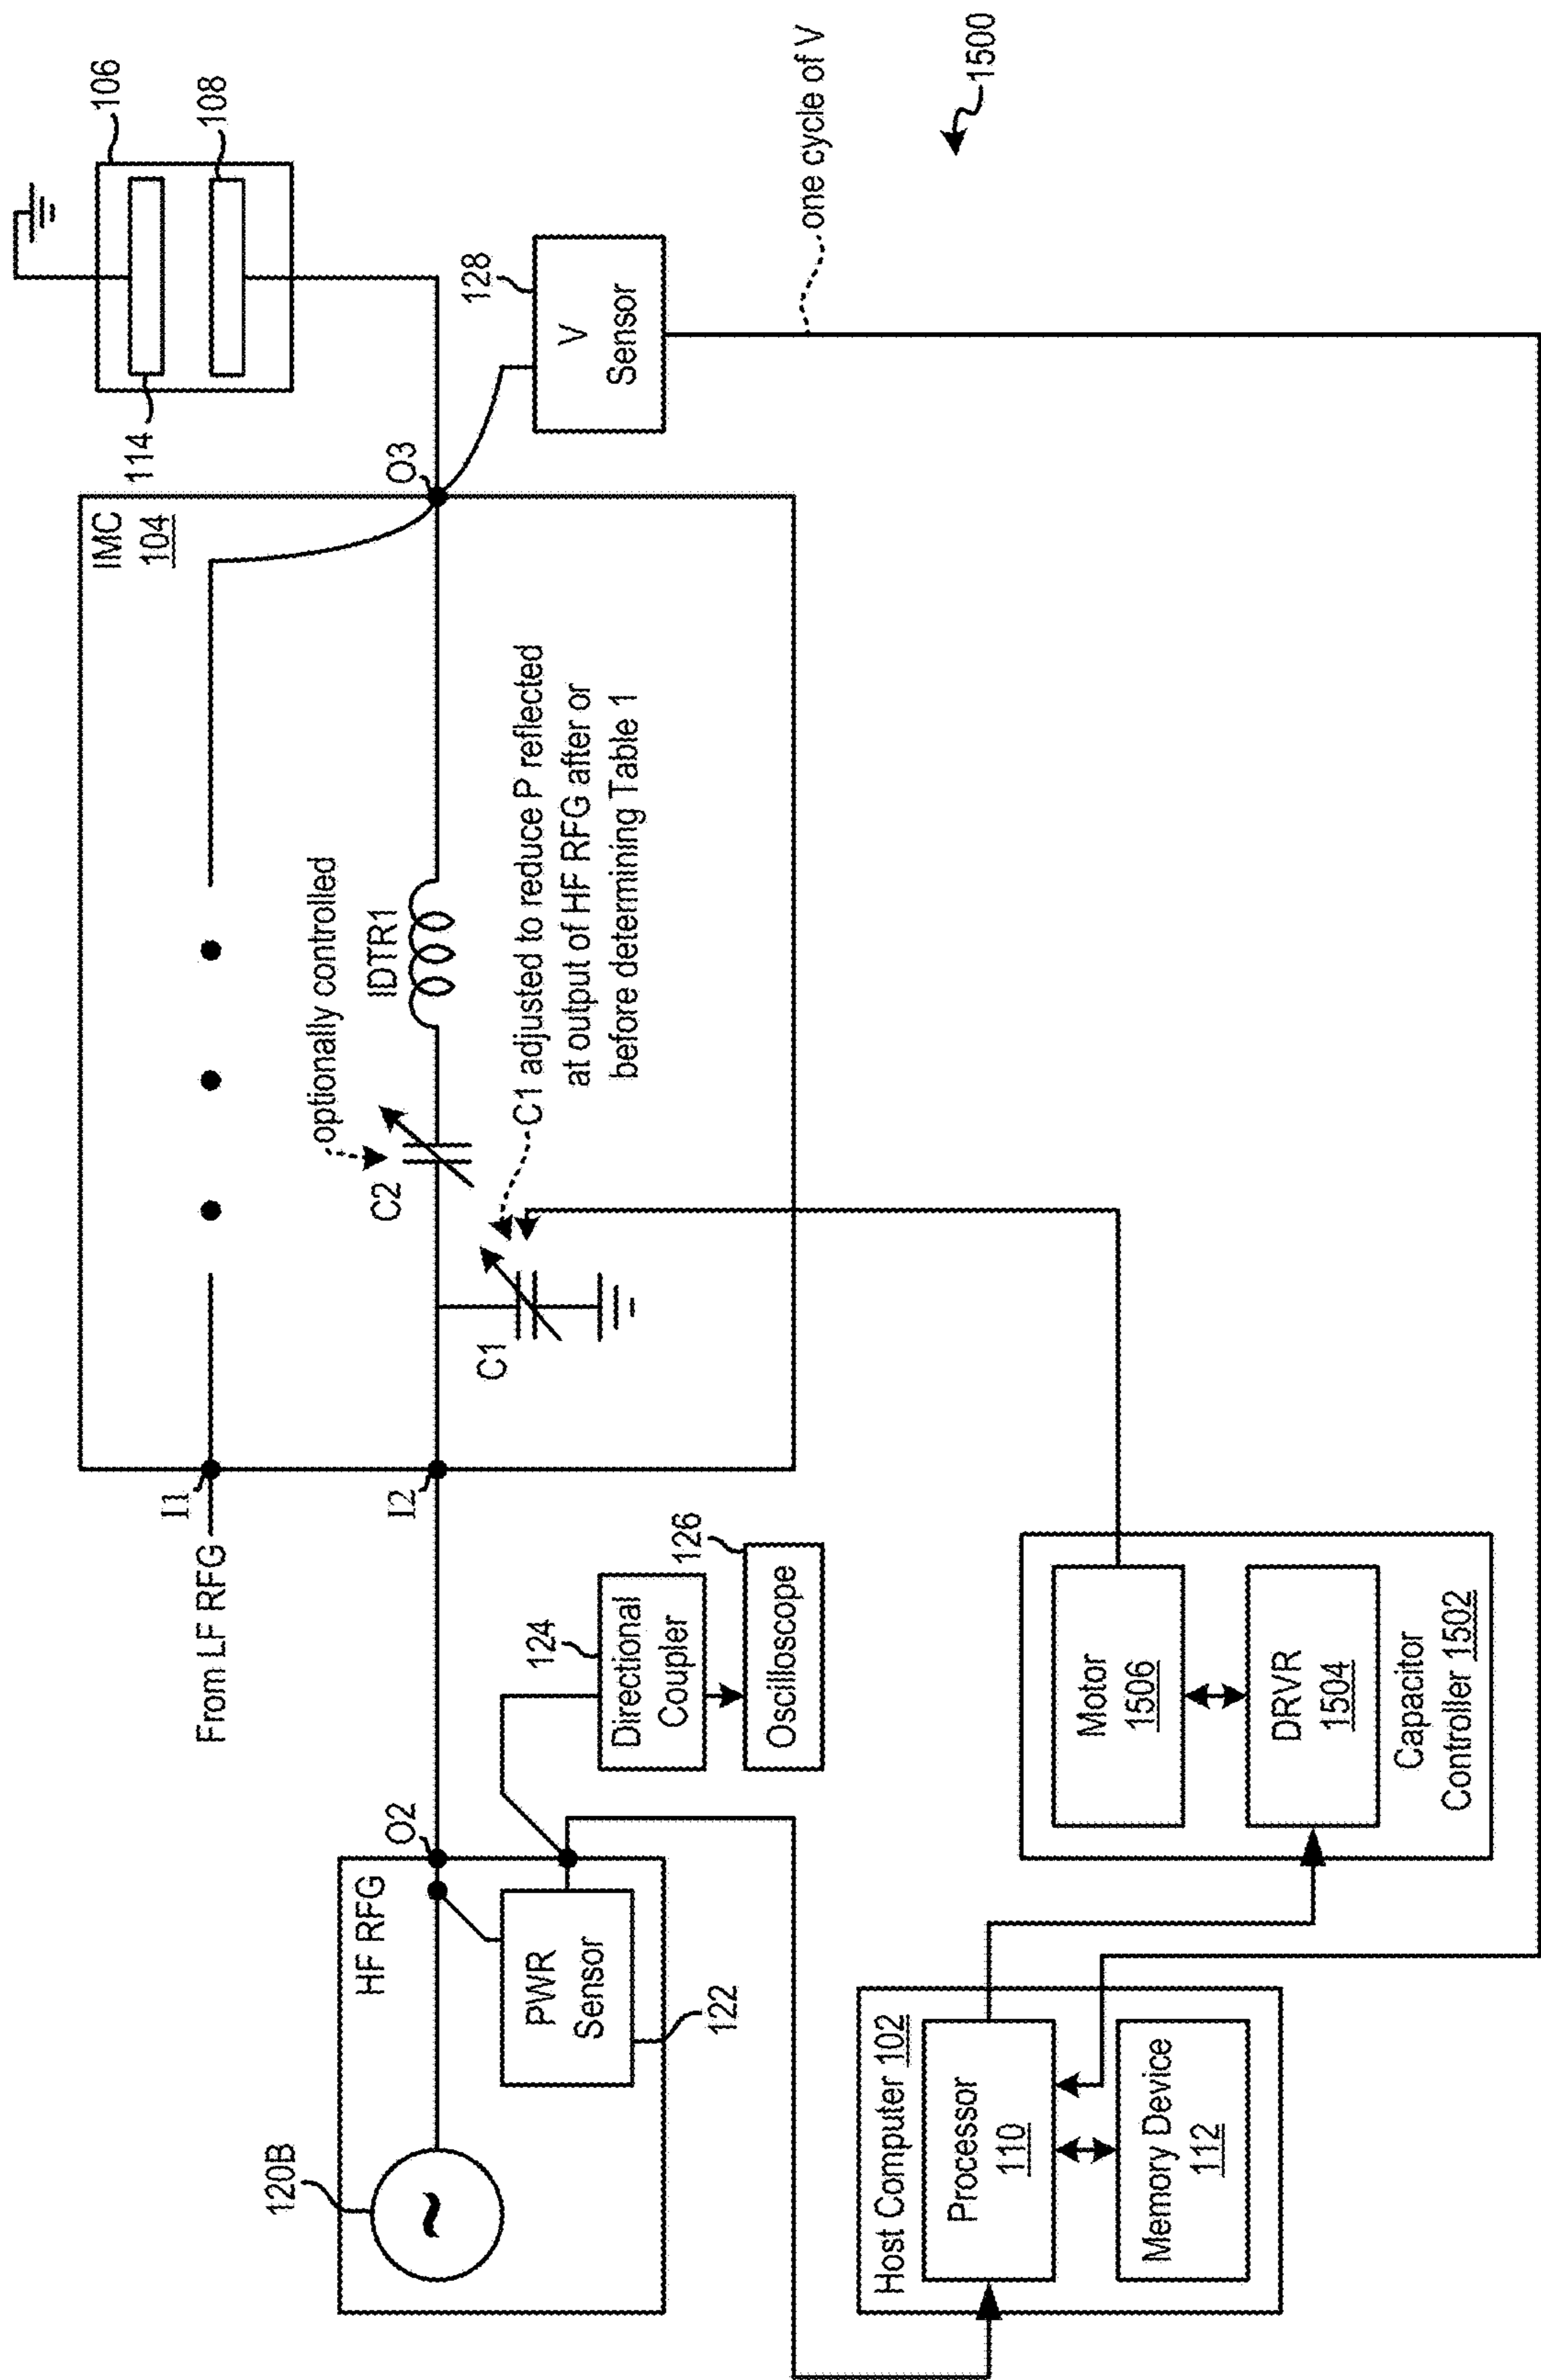 106
108
114
IMC
104
optionally controlled
C2
IDTR1
C1 adjusted to reduce P reflected
at output of HF RFG after or
before determining Table 1
C1
O3
128
V
Sensor
one cycle of V
1500
I1
From LF RFG
I2
O2
HF RFG
120B
~
PWR
Sensor
122
124
Directional
Coupler
126
Oscilloscope
Host Computer 102
Processor
110
Memory Device
112
Motor
1506
DRVR
1504
Capacitor
Controller 1502